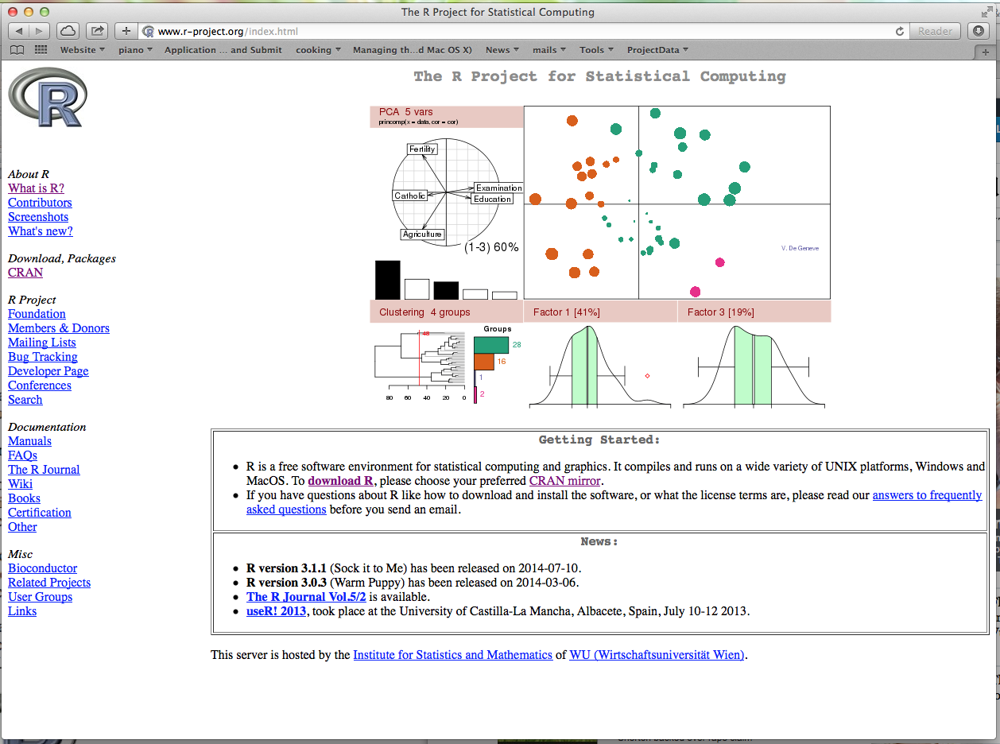 The R Project for Statistical Computing
www.r-project.org/index.html
Reader
Website piano Application ... and Submit cooking Managing th...d Mac OS X) News mails Tools ProjectData
R
The R Project for Statistical Computing
PCA 5 vars
princomp(x = data, cor = cor)
Fertility
Examination
Catholic
Education
Agriculture
(1-3) 60%
V. De Geneve
Clustering 4 groups
Factor 1 [41%]
Factor 3 [19%]
Groups
48
28
16
1
2
80 60 40 20 0
About R
What is R?
Contributors
Screenshots
What's new?
Download, Packages
CRAN
R Project
Foundation
Members & Donors
Mailing Lists
Bug Tracking
Developer Page
Conferences
Search
Documentation
Manuals
FAQs
The R Journal
Wiki
Books
Certification
Other
Misc
Bioconductor
Related Projects
User Groups
Links
Getting Started:
• R is a free software environment for statistical computing and graphics. It compiles and runs on a wide variety of UNIX platforms, Windows and
MacOS. To download R, please choose your preferred CRAN mirror.
• If you have questions about R like how to download and install the software, or what the license terms are, please read our answers to frequently
asked questions before you send an email.
News:
• R version 3.1.1 (Sock it to Me) has been released on 2014-07-10.
• R version 3.0.3 (Warm Puppy) has been released on 2014-03-06.
• The R Journal Vol.5/2 is available.
• useR! 2013, took place at the University of Castilla-La Mancha, Albacete, Spain, July 10-12 2013.
This server is hosted by the Institute for Statistics and Mathematics of WU (Wirtschaftsuniversität Wien).